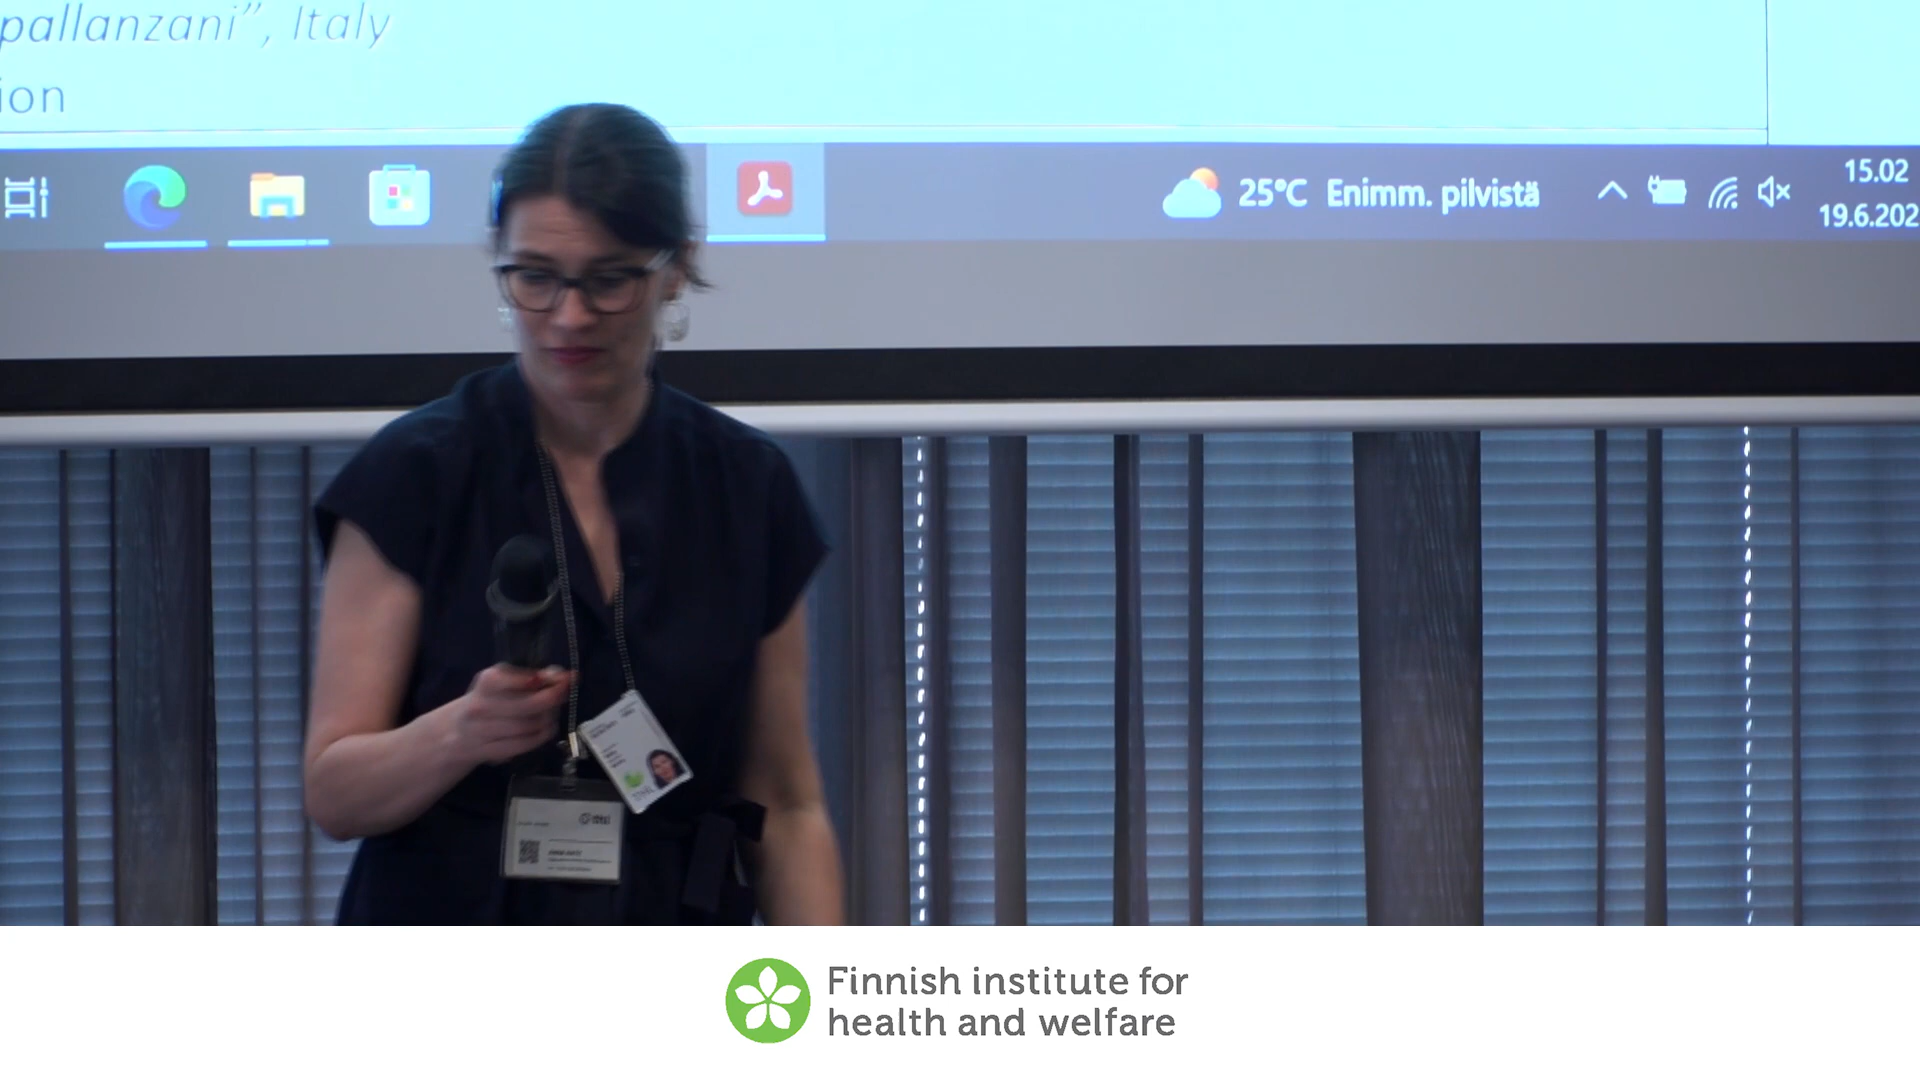 pallanzani”, Italy
ion
25°C Enimm. pilvistä
15.02
19.6.202
Finnish institute for
health and welfare